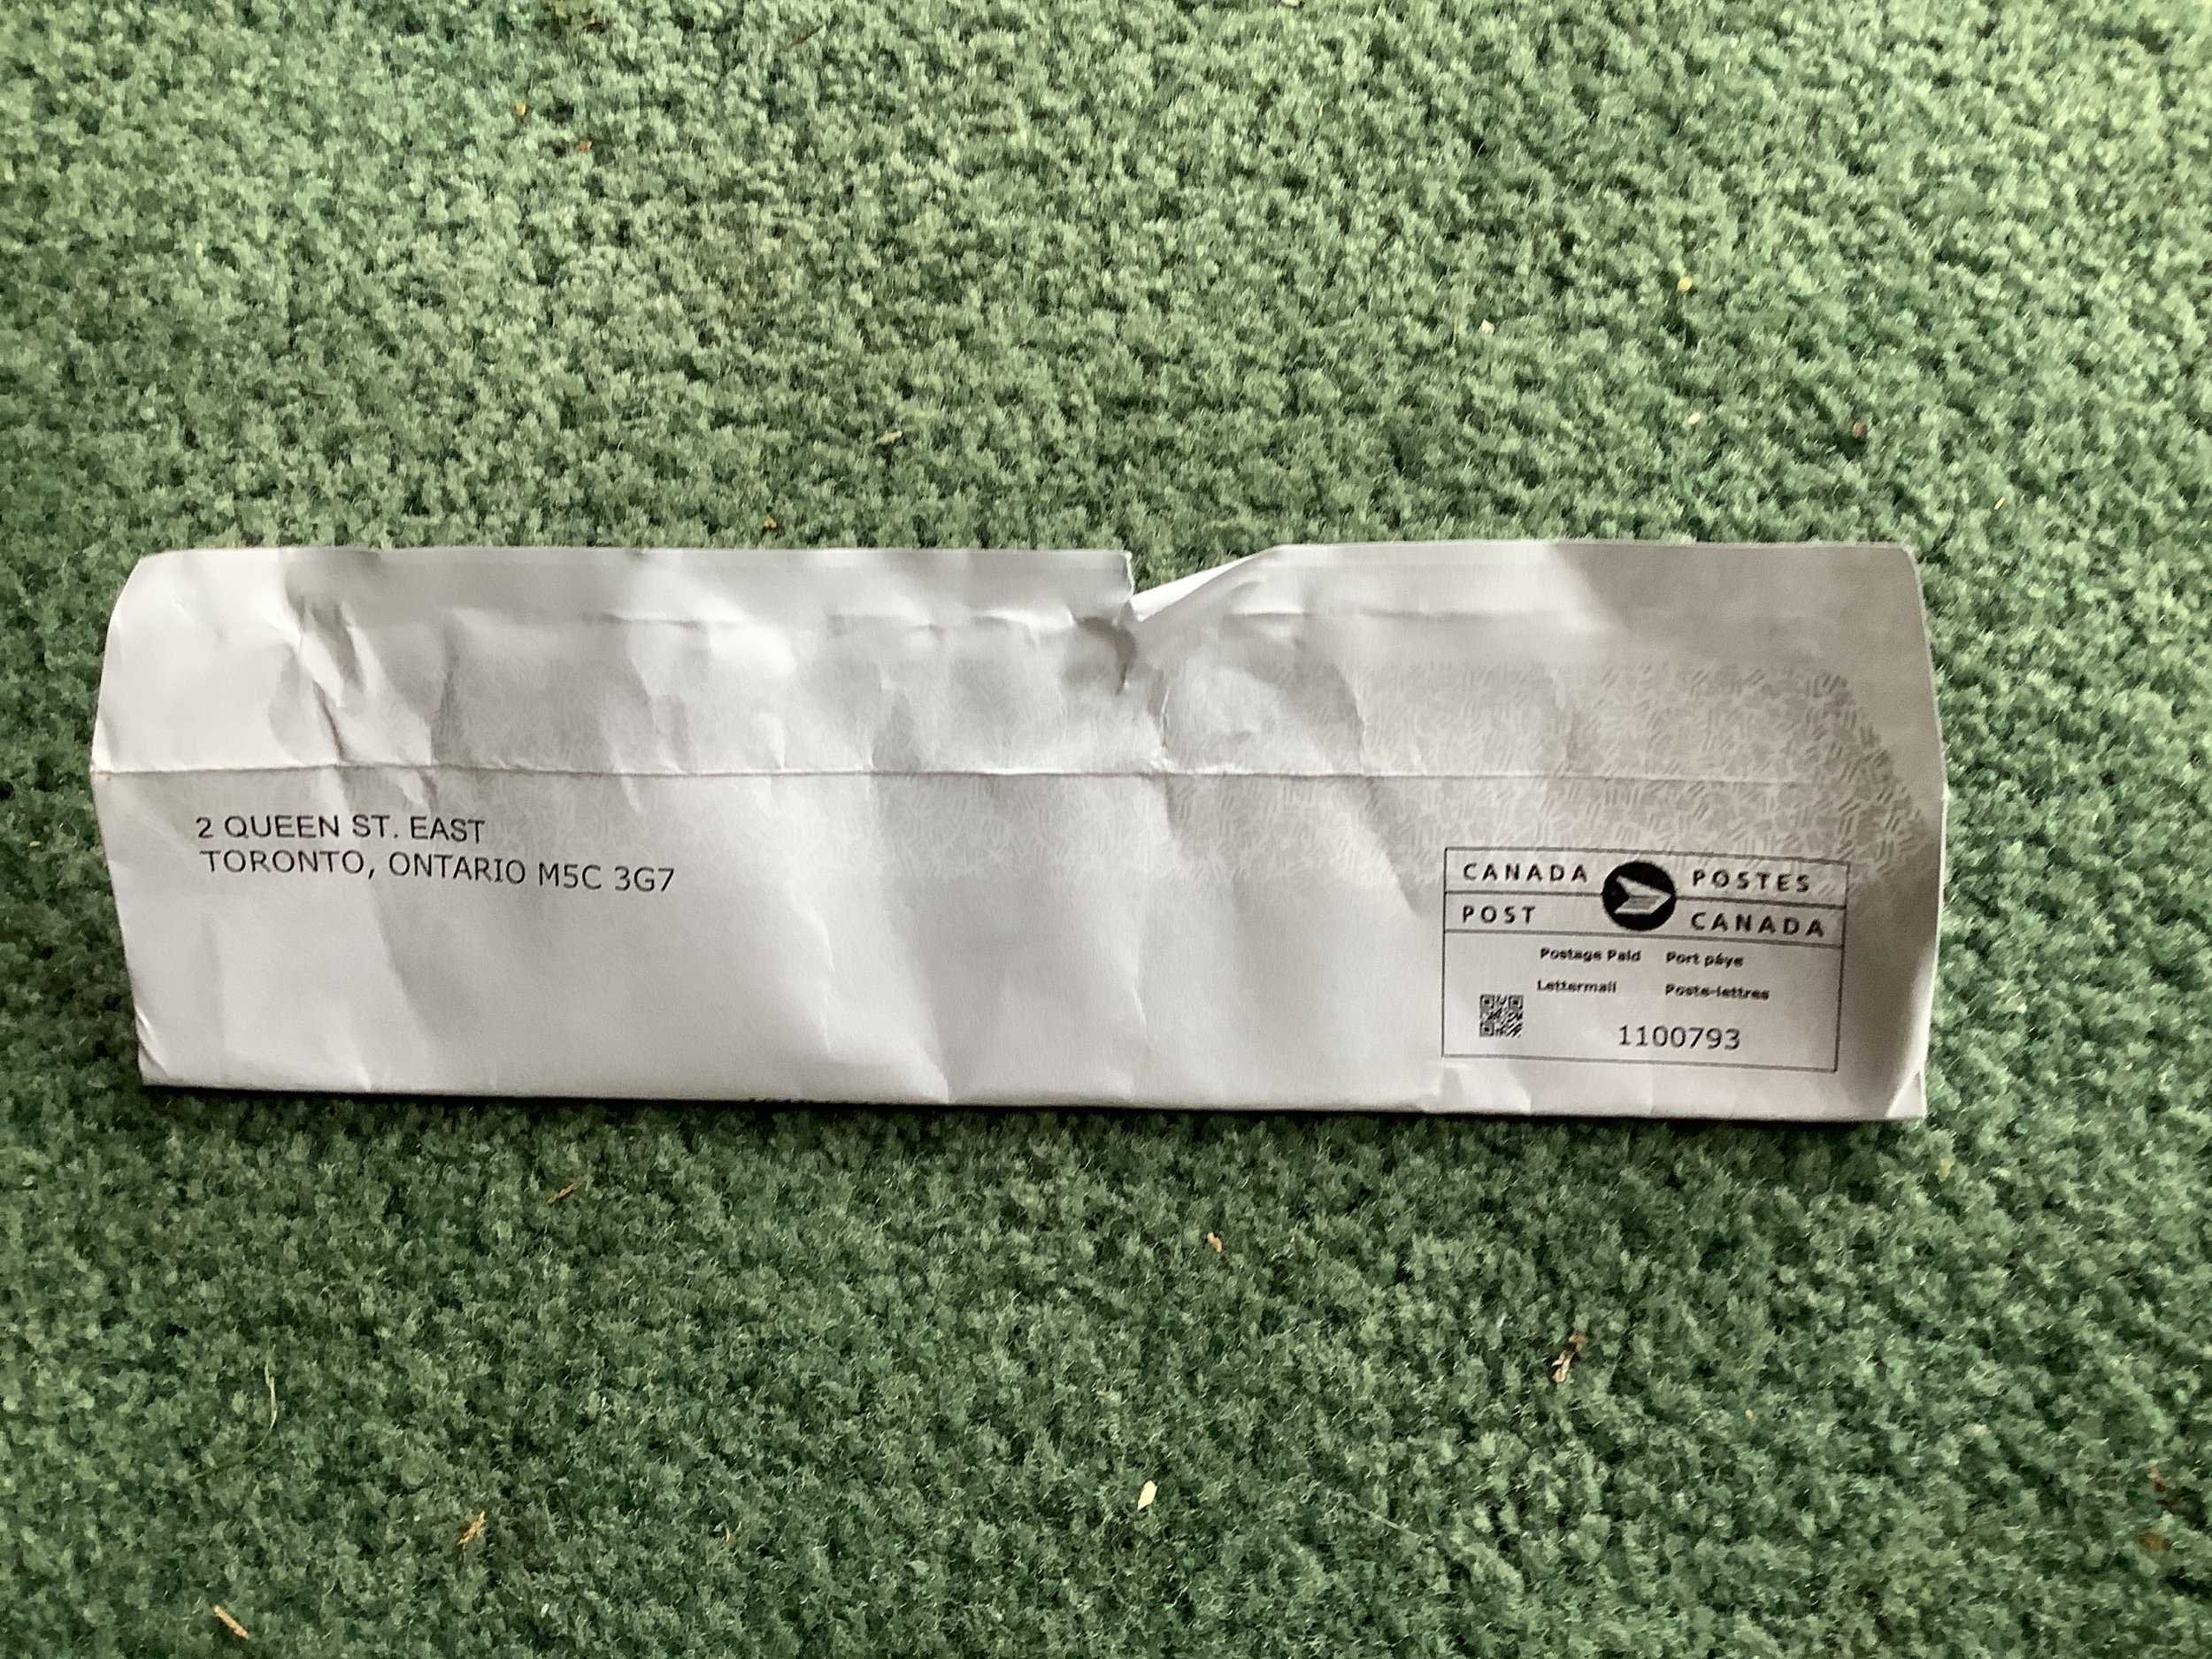 2 QUEEN ST. EAST
TORONTO, ONTARIO M5C 3G7
CANADA POSTES
POST CANADA
Postage Paid Port páye
Lettermail Poste-lettres
1100793